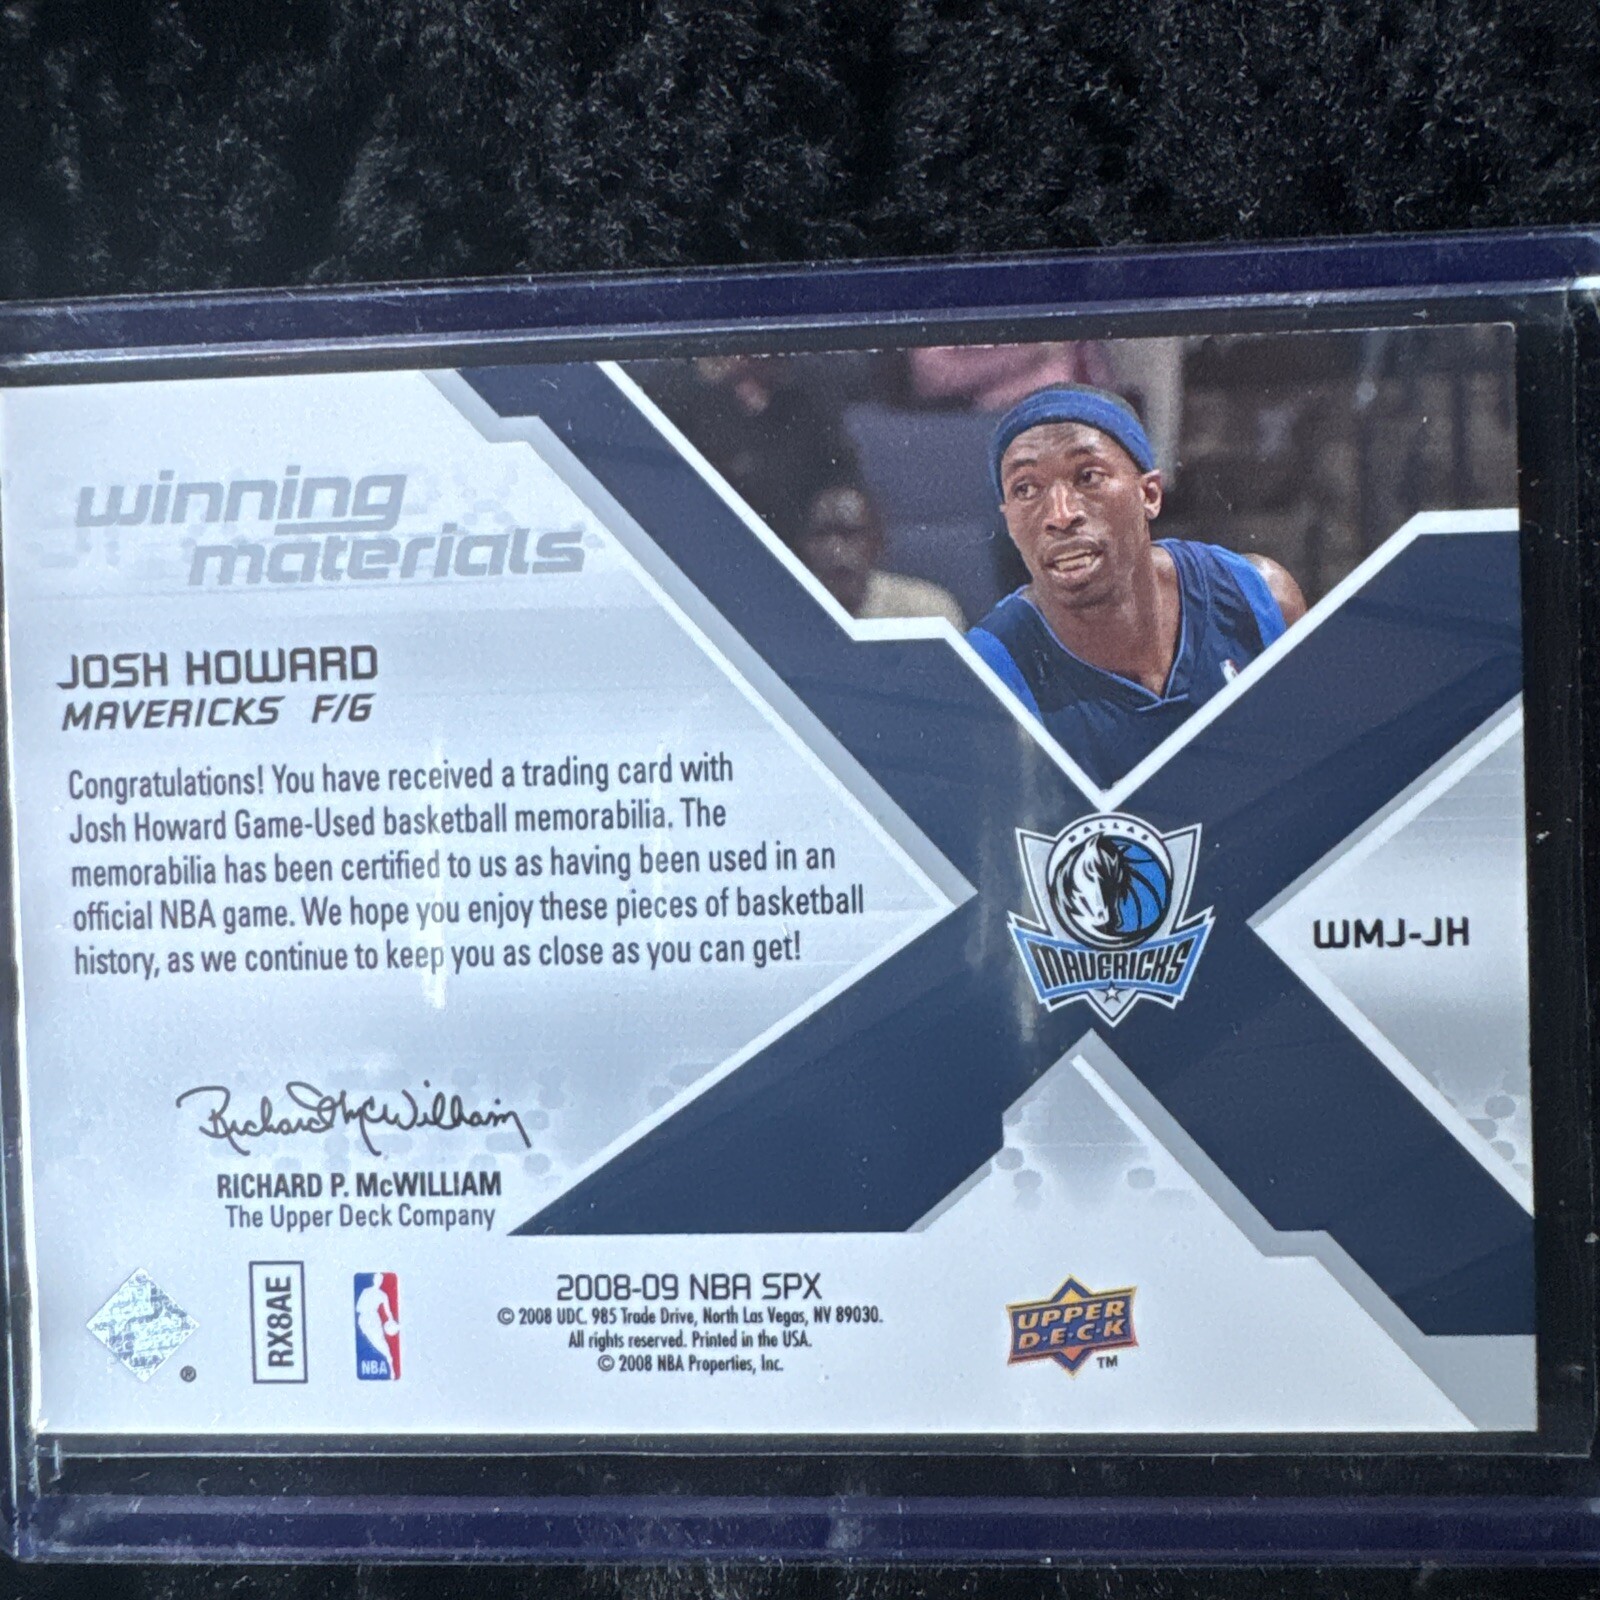 winning
materials
JOSH HOWARD
MAVERICKS F/G
Congratulations! You have received a trading card with
Josh Howard Game-Used basketball memorabilia. The
memorabilia has been certified to us as having been used in an
official NBA game. We hope you enjoy these pieces of basketball
history, as we continue to keep you as close as you can get!
DALLAS
MAVERICKS
WMJ-JH
Richard McWilliam
RICHARD P. McWILLIAM
The Upper Deck Company
®
RX8AE
NBA
2008-09 NBA SPX
© 2008 UDC. 985 Trade Drive, North Las Vegas, NV 89030.
All rights reserved. Printed in the USA.
© 2008 NBA Properties, Inc.
UPPER
D·E·C·K
TM